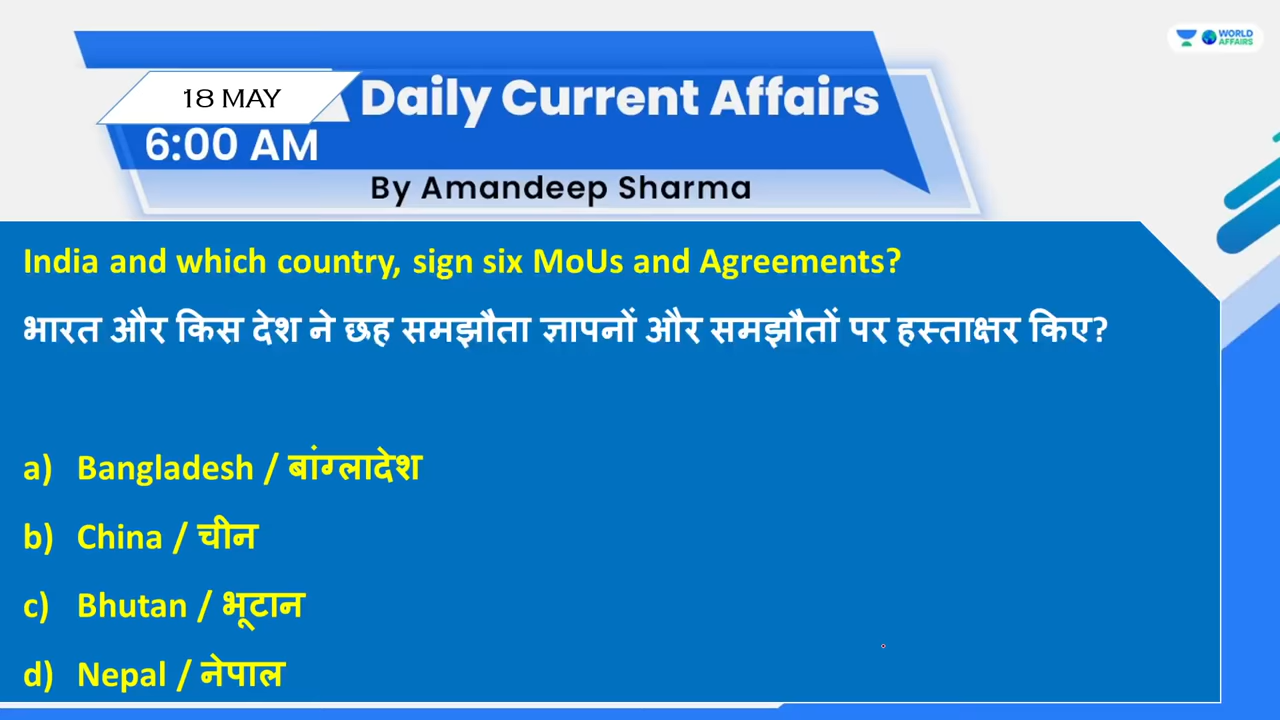 WORLD
AFFAIRS
18 MAY
Daily Current Affairs
6:00 AM
By Amandeep Sharma
India and which country, sign six MoUs and Agreements?
भारत और किस देश ने छह समझौता ज्ञापनों और समझौतों पर हस्ताक्षर किए?
a) Bangladesh / बांग्लादेश
b) China / चीन
c) Bhutan / भूटान
d) Nepal / नेपाल